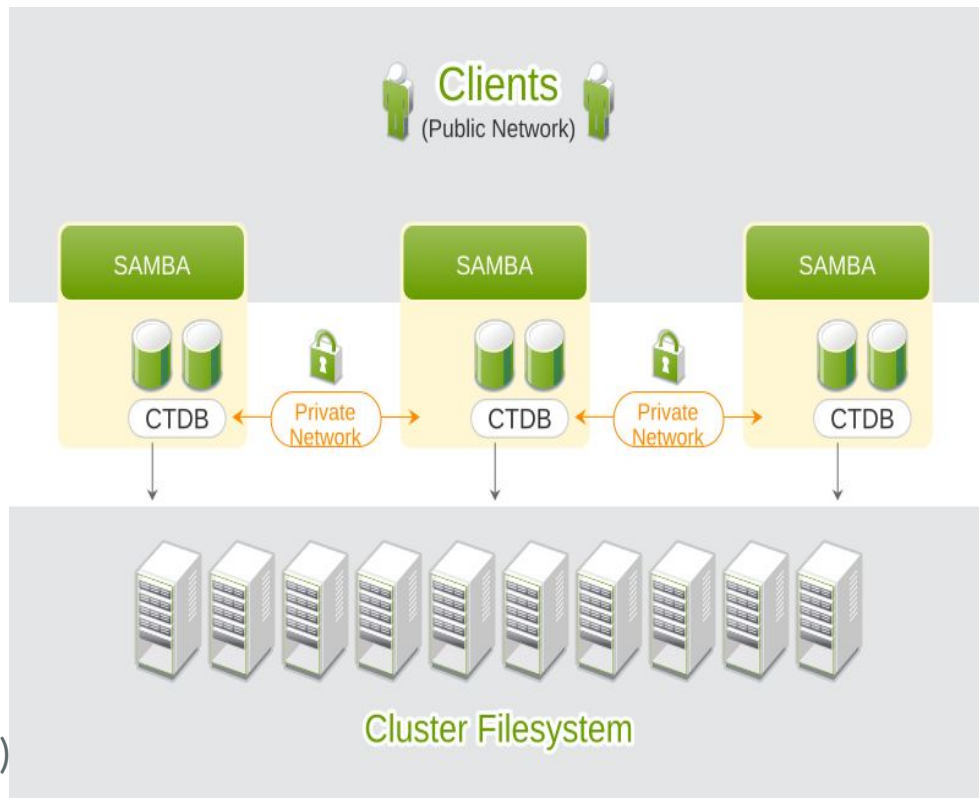 Clients
(Public Network)
SAMBA SAMBA SAMBA
Private Private
Network Network
CTDB CTDB CTDB
Cluster Filesystem
)